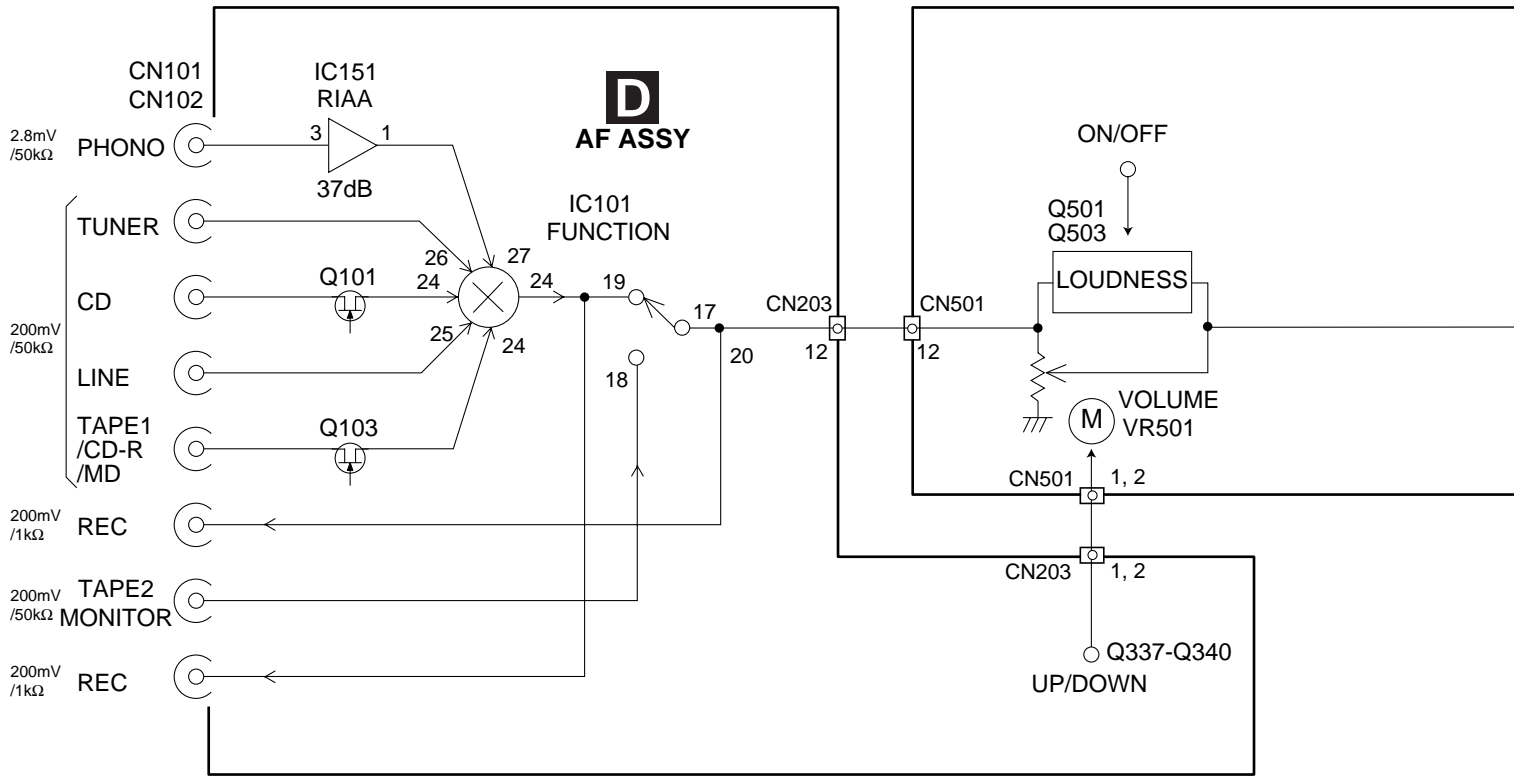 CN101
CN102
IC151
RIAA
D
AF ASSY
2.8mV
/50kΩ
PHONO
3
1
37dB
ON/OFF
TUNER
IC101
FUNCTION
Q501
Q503
LOUDNESS
26
27
Q101
24
24
19
CD
17
CN203
CN501
200mV
/50kΩ
25
24
20
12
12
LINE
18
TAPE1
/CD-R
/MD
Q103
M
VOLUME
VR501
CN501
1, 2
200mV
/1kΩ
REC
CN203
1, 2
200mV
/50kΩ
TAPE2
MONITOR
Q337-Q340
UP/DOWN
200mV
/1kΩ
REC